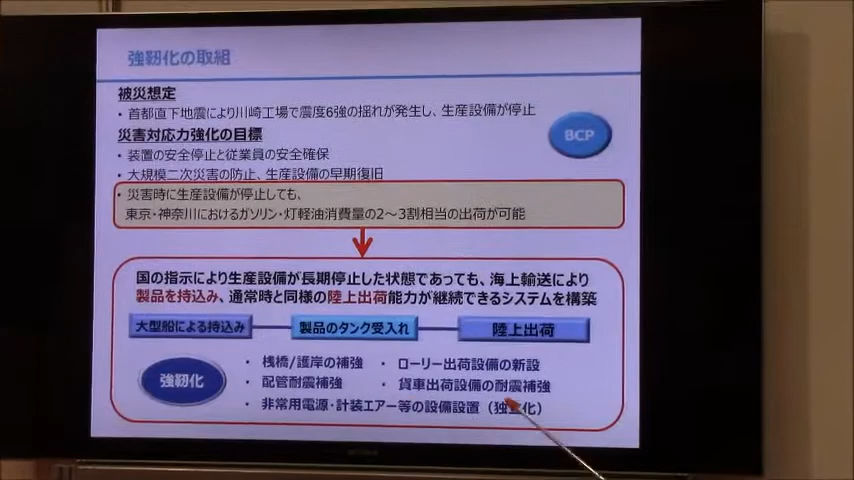 強靭化の取組
被災想定
・首都直下地震により川崎工場で震度6強の揺れが発生し、生産設備が停止
災害対応力強化の目標
BCP
・装置の安全停止と従業員の安全確保
・大規模二次災害の防止、生産設備の早期復旧
・災害時に生産設備が停止しても、
東京・神奈川におけるガソリン・灯軽油消費量の2～3割相当の出荷が可能
国の指示により生産設備が長期停止した状態であっても、海上輸送により
製品を持込み、通常時と同様の陸上出荷能力が継続できるシステムを構築
大型船による持込み
製品のタンク受入れ
陸上出荷
強靭化
・桟橋/護岸の補強
・ローリー出荷設備の新設
・配管耐震補強
・貨車出荷設備の耐震補強
・非常用電源・計装エアー等の設備設置（独立化）